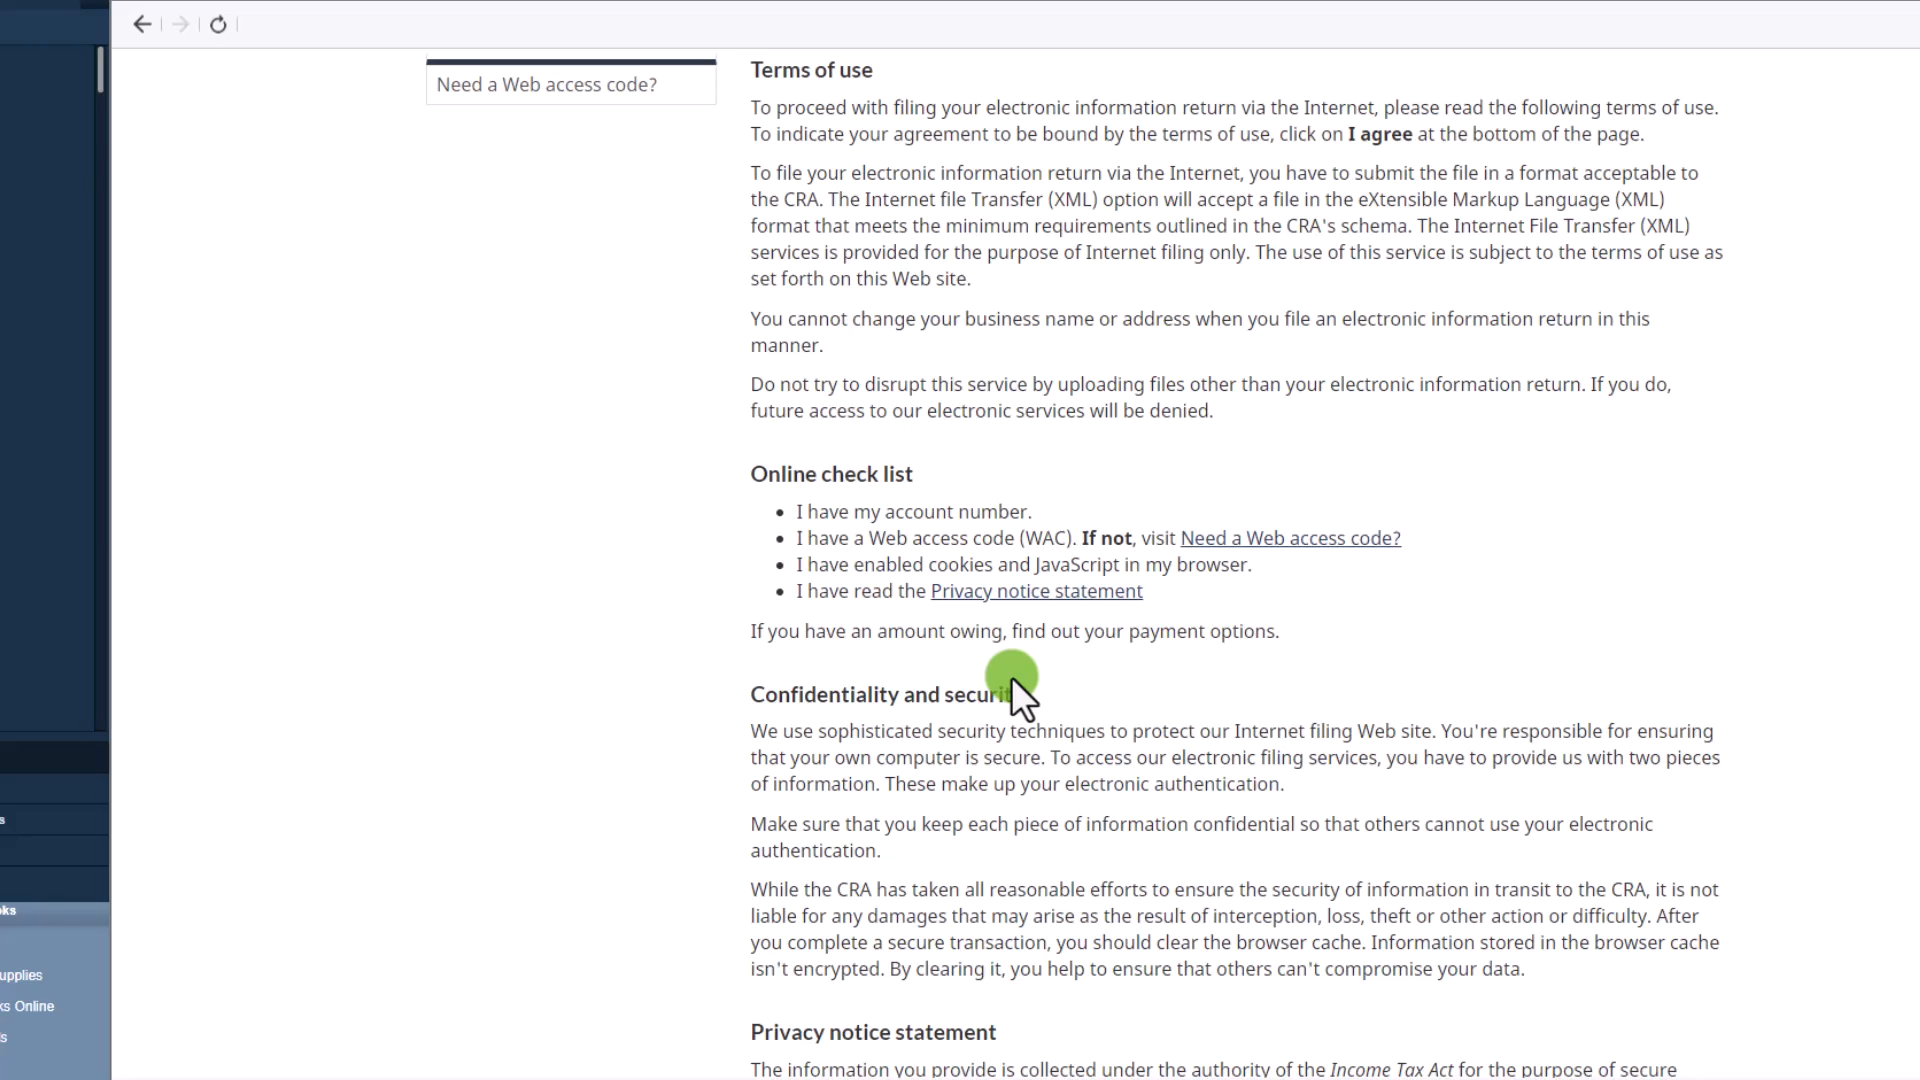 Need a Web access code?
Terms of use
To proceed with filing your electronic information return via the Internet, please read the following terms of use.
To indicate your agreement to be bound by the terms of use, click on I agree at the bottom of the page.
To file your electronic information return via the Internet, you have to submit the file in a format acceptable to
the CRA. The Internet file Transfer (XML) option will accept a file in the eXtensible Markup Language (XML)
format that meets the minimum requirements outlined in the CRA's schema. The Internet File Transfer (XML)
services is provided for the purpose of Internet filing only. The use of this service is subject to the terms of use as
set forth on this Web site.
You cannot change your business name or address when you file an electronic information return in this
manner.
Do not try to disrupt this service by uploading files other than your electronic information return. If you do,
future access to our electronic services will be denied.
Online check list
• I have my account number.
• I have a Web access code (WAC). If not, visit Need a Web access code?
• I have enabled cookies and JavaScript in my browser.
• I have read the Privacy notice statement
If you have an amount owing, find out your payment options.
Confidentiality and securi
We use sophisticated security techniques to protect our Internet filing Web site. You're responsible for ensuring
that your own computer is secure. To access our electronic filing services, you have to provide us with two pieces
of information. These make up your electronic authentication.
Make sure that you keep each piece of information confidential so that others cannot use your electronic
authentication.
While the CRA has taken all reasonable efforts to ensure the security of information in transit to the CRA, it is not
liable for any damages that may arise as the result of interception, loss, theft or other action or difficulty. After
you complete a secure transaction, you should clear the browser cache. Information stored in the browser cache
isn't encrypted. By clearing it, you help to ensure that others can't compromise your data.
Privacy notice statement
The information you provide is collected under the authority of the Income Tax Act for the purpose of secure
s
oks
upplies
ks Online
s